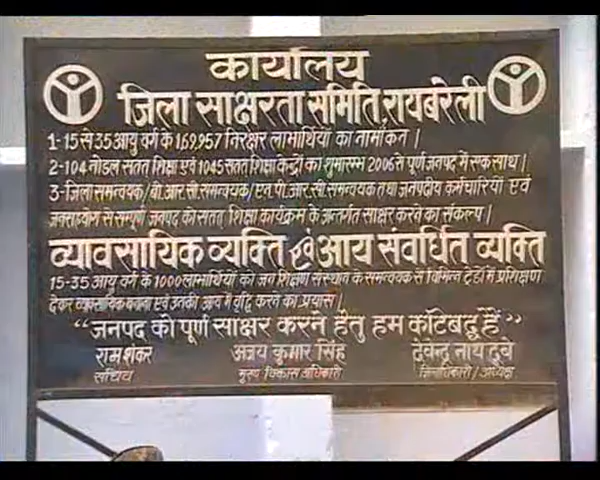 कार्यालय
जिला साक्षरता समिति, रायबरेली
1-15 से 35 आयु वर्ग के 1,69,957 निरक्षर लाभार्थियों का नामांकन |
2-104 नोडल सतत शिक्षा एवं 1045 सतत शिक्षा केन्द्रों का शुभारम्भ 2006 से पूर्ण जनपद में एक साथ |
3-जिला समन्वयक/बी.आर.सी.समन्वयक/एन.पी.आर.सी.समन्वयक तथा जनपदीय कर्मचारियों एवं
जनसहयोग से सम्पूर्ण जनपद को सतत् शिक्षा कार्यक्रम के अन्तर्गत साक्षर करने का संकल्प |
व्यावसायिक व्यक्ति एवं आय संवर्धित व्यक्ति
15-35 आयु वर्ग के 1000 लाभार्थियों को जन शिक्षण संस्थान के समन्वयक से विभिन्न ट्रेडों में प्रशिक्षण
देकर व्यवसायिक बनाना एवं उनकी आय में वृद्धि करने का प्रयास |
“जनपद को पूर्ण साक्षर करने हेतु हम कटिबद्ध हैं”
राम शंकर अजय कुमार सिंह देवेन्द्र नाथ दुबे
सचिव मुख्य विकास अधिकारी जिलाधिकारी/अध्यक्ष